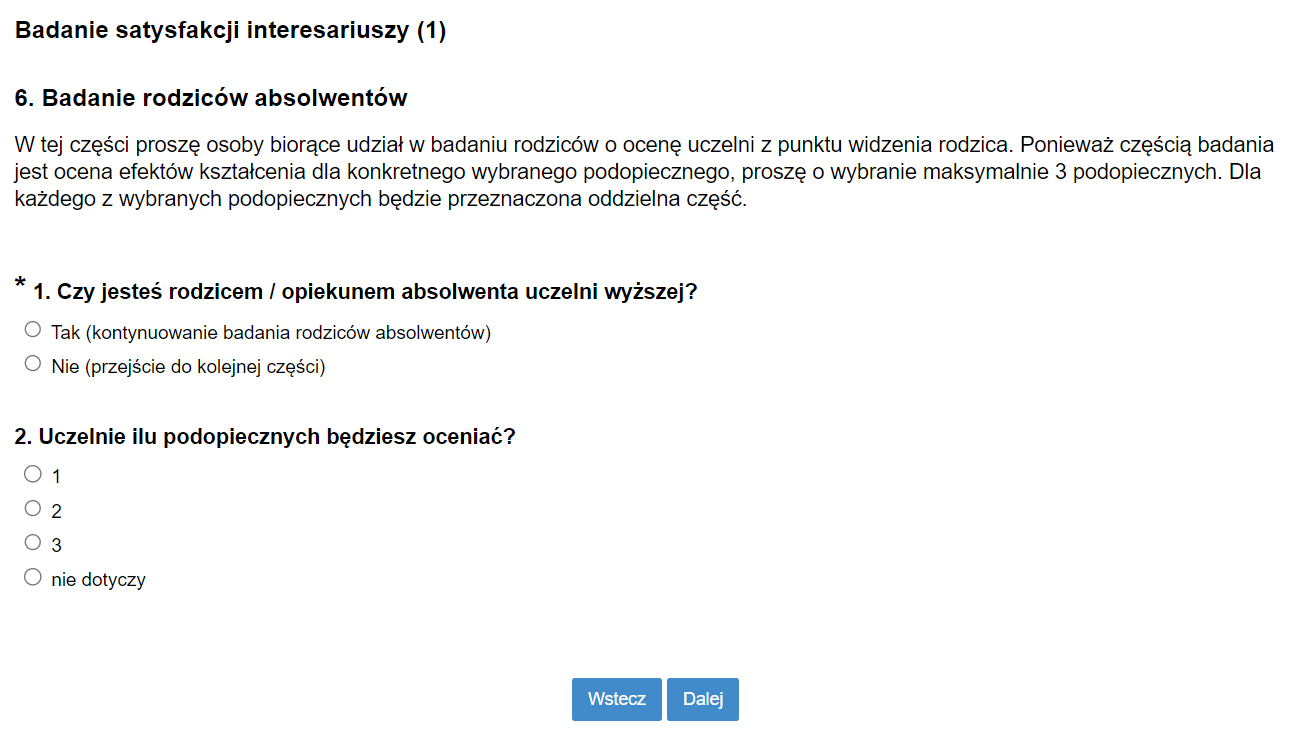 Badanie satysfakcji interesariuszy (1)
6. Badanie rodziców absolwentów
W tej części proszę osoby biorące udział w badaniu rodziców o ocenę uczelni z punktu widzenia rodzica. Ponieważ częścią badania
jest ocena efektów kształcenia dla konkretnego wybranego podopiecznego, proszę o wybranie maksymalnie 3 podopiecznych. Dla
każdego z wybranych podopiecznych będzie przeznaczona oddzielna część.
* 1. Czy jesteś rodzicem / opiekunem absolwenta uczelni wyższej?
Tak (kontynuowanie badania rodziców absolwentów)
Nie (przejście do kolejnej części)
2. Uczelnie ilu podopiecznych będziesz oceniać?
1
2
3
nie dotyczy
Wstecz Dalej